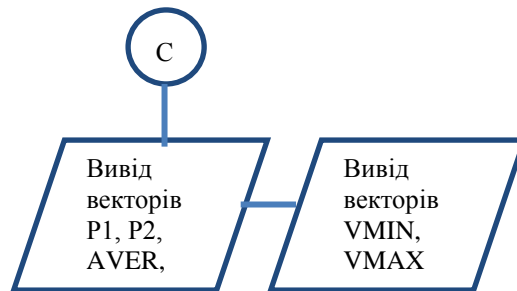 С
Вивід
векторів
P1, P2,
AVER,
Вивід
векторів
VMIN,
VMAX